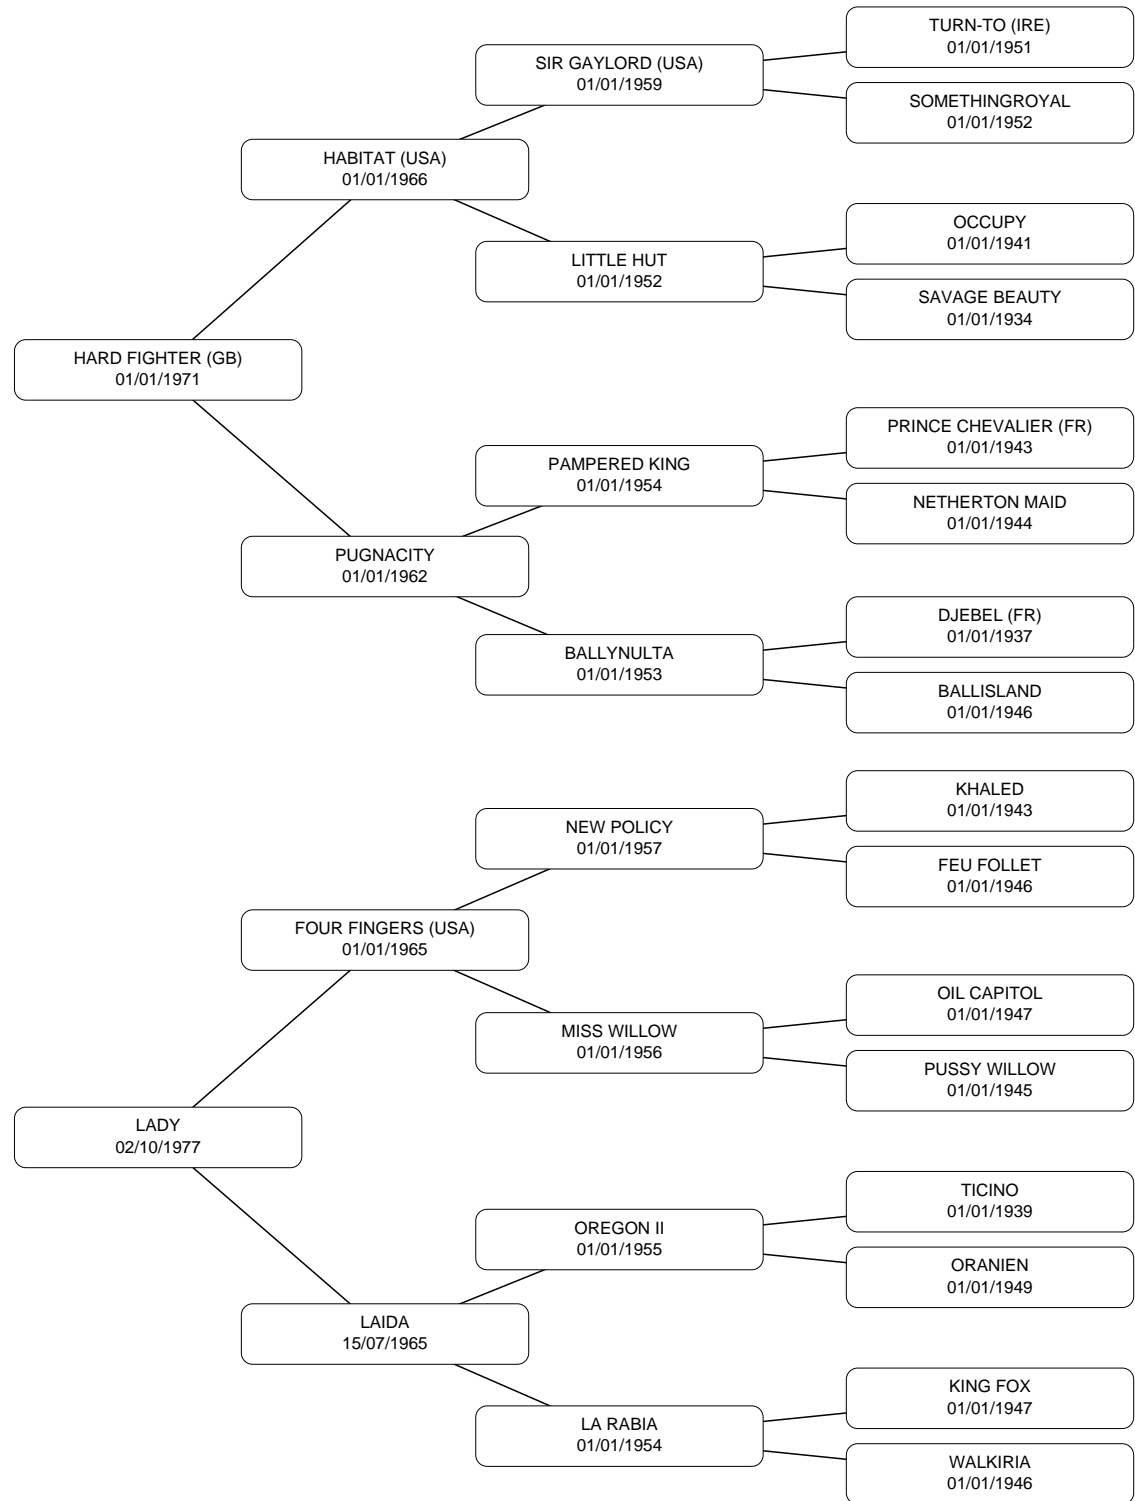 TURN-TO (IRE)
01/01/1951
SIR GAYLORD (USA)
01/01/1959
SOMETHINGROYAL
01/01/1952
HABITAT (USA)
01/01/1966
OCCUPY
01/01/1941
LITTLE HUT
01/01/1952
SAVAGE BEAUTY
01/01/1934
HARD FIGHTER (GB)
01/01/1971
PRINCE CHEVALIER (FR)
01/01/1943
PAMPERED KING
01/01/1954
NETHERTON MAID
01/01/1944
PUGNACITY
01/01/1962
DJEBEL (FR)
01/01/1937
BALLYNULTA
01/01/1953
BALLISLAND
01/01/1946
KHALED
01/01/1943
NEW POLICY
01/01/1957
FEU FOLLET
01/01/1946
FOUR FINGERS (USA)
01/01/1965
OIL CAPITOL
01/01/1947
MISS WILLOW
01/01/1956
PUSSY WILLOW
01/01/1945
LADY
02/10/1977
TICINO
01/01/1939
OREGON II
01/01/1955
ORANIEN
01/01/1949
LAIDA
15/07/1965
KING FOX
01/01/1947
LA RABIA
01/01/1954
WALKIRIA
01/01/1946